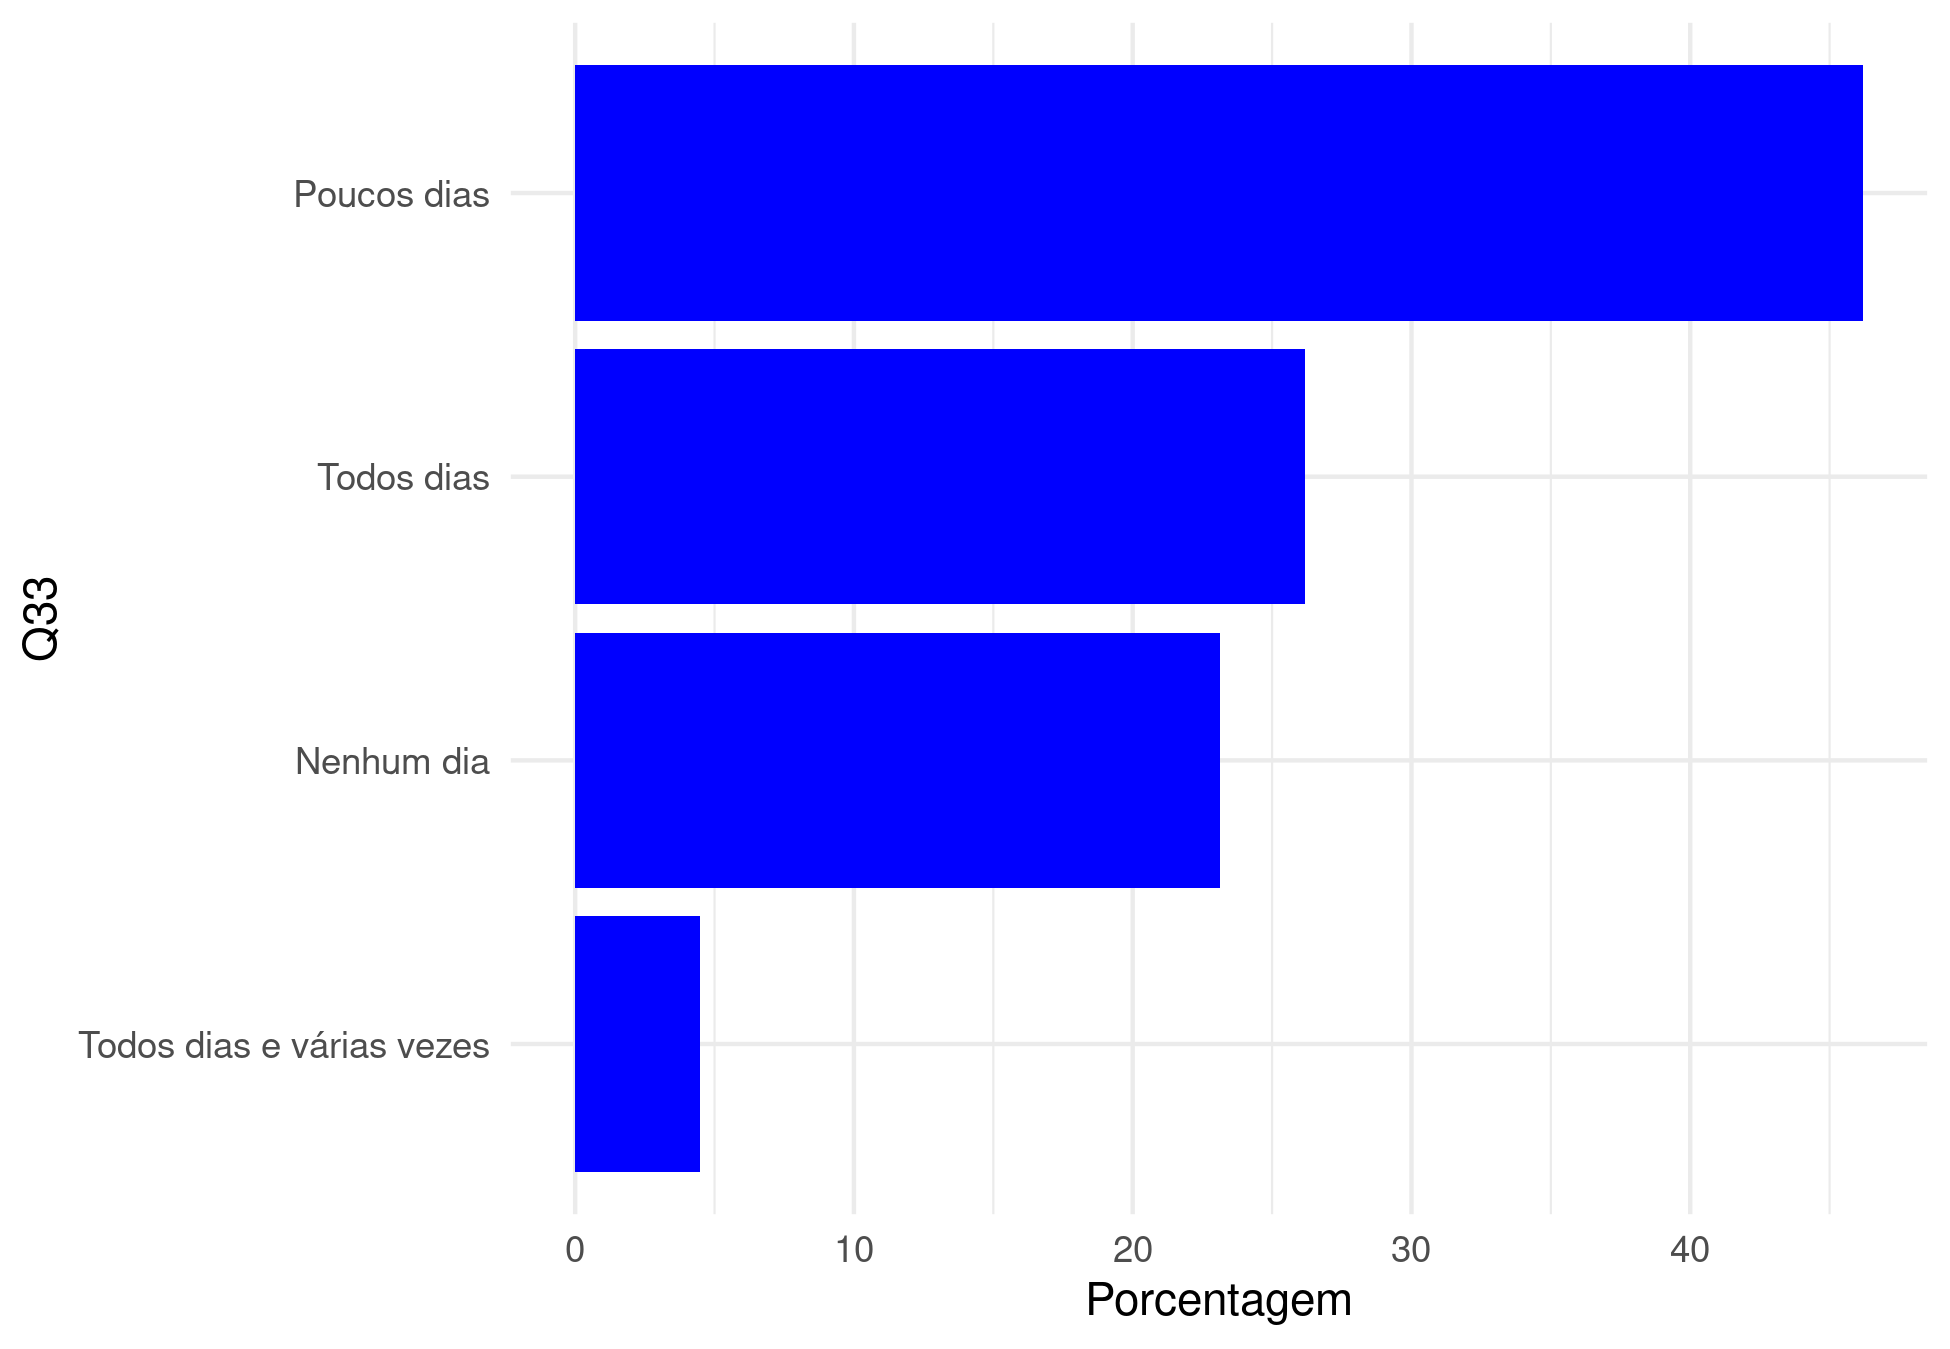 Poucos dias
Todos dias
Nenhum dia
Todos dias e várias vezes
Q33
0 10 20 30 40
Porcentagem